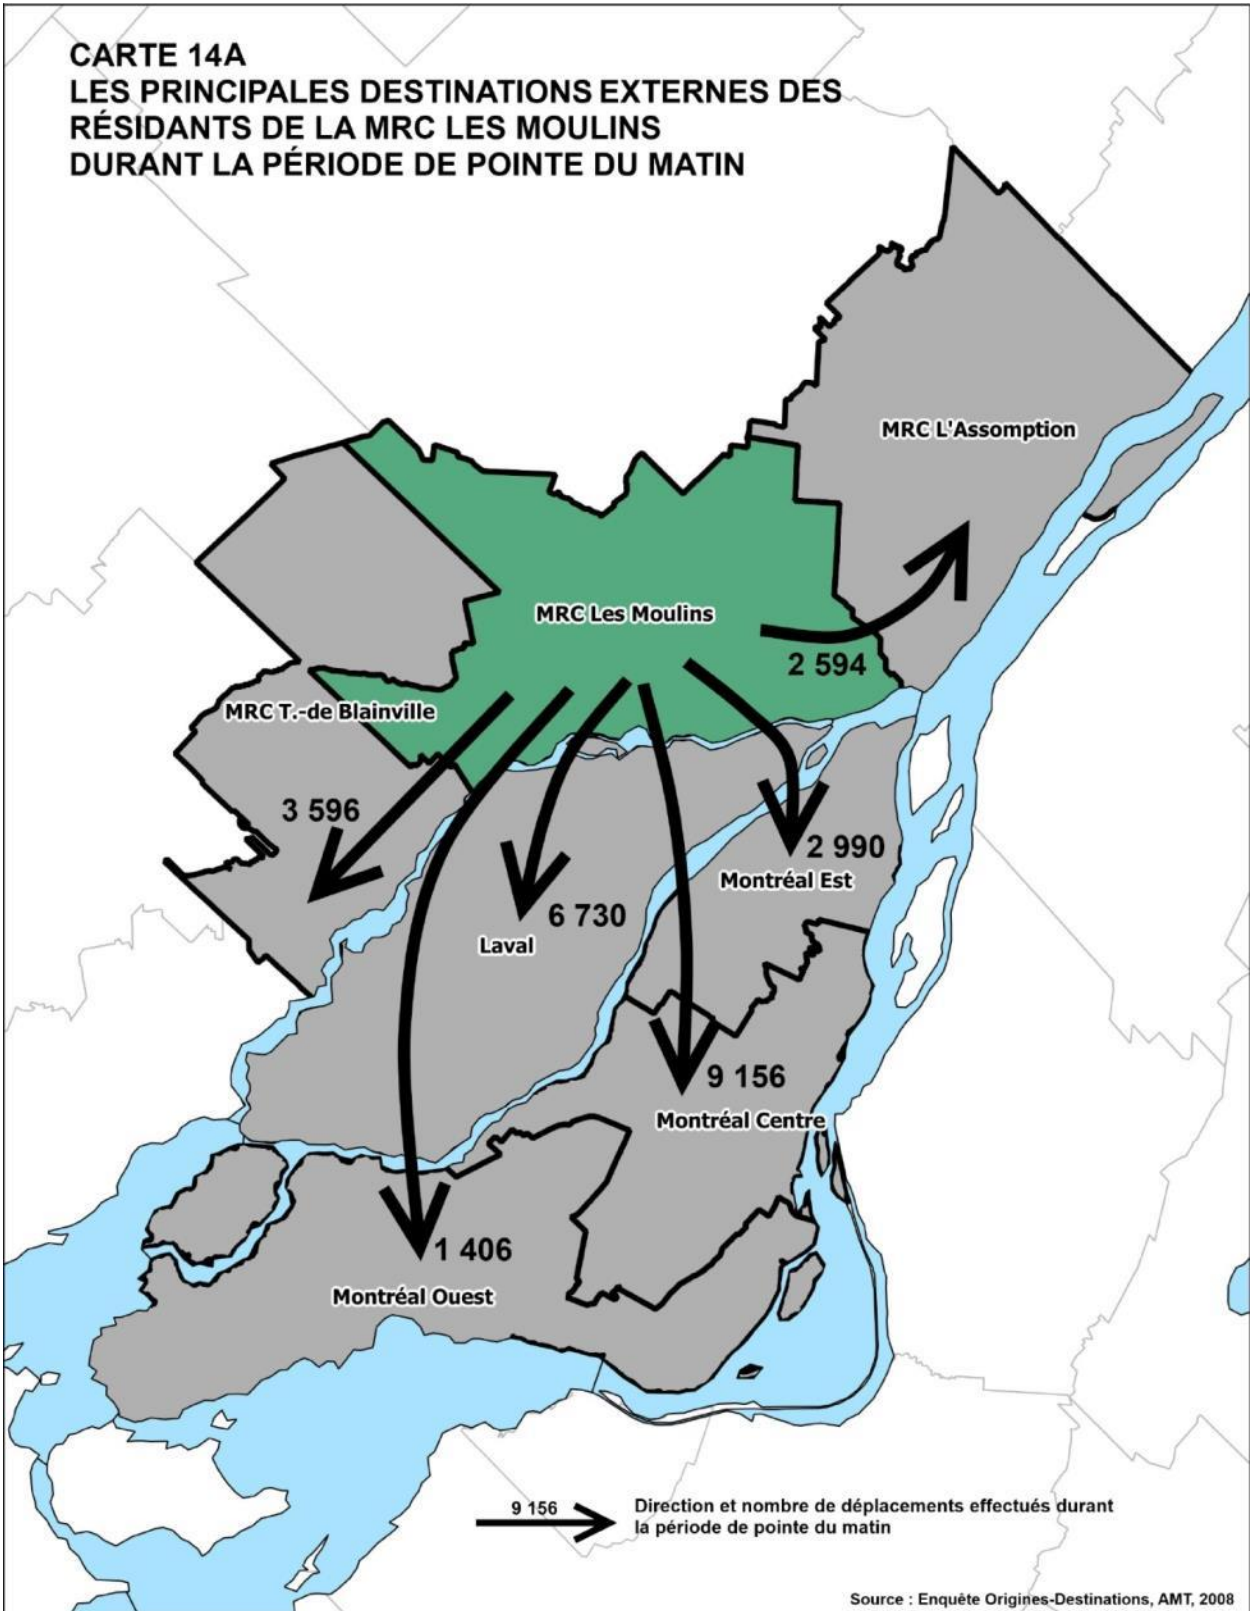 CARTE 14A
LES PRINCIPALES DESTINATIONS EXTERNES DES
RÉSIDANTS DE LA MRC LES MOULINS
DURANT LA PÉRIODE DE POINTE DU MATIN
MRC L'Assomption
MRC Les Moulins
2 594
MRC T.-de Blainville
3 596
2 990
Montréal Est
6 730
Laval
9 156
Montréal Centre
1 406
Montréal Ouest
9 156
Direction et nombre de déplacements effectués durant
la période de pointe du matin
Source : Enquête Origines-Destinations, AMT, 2008